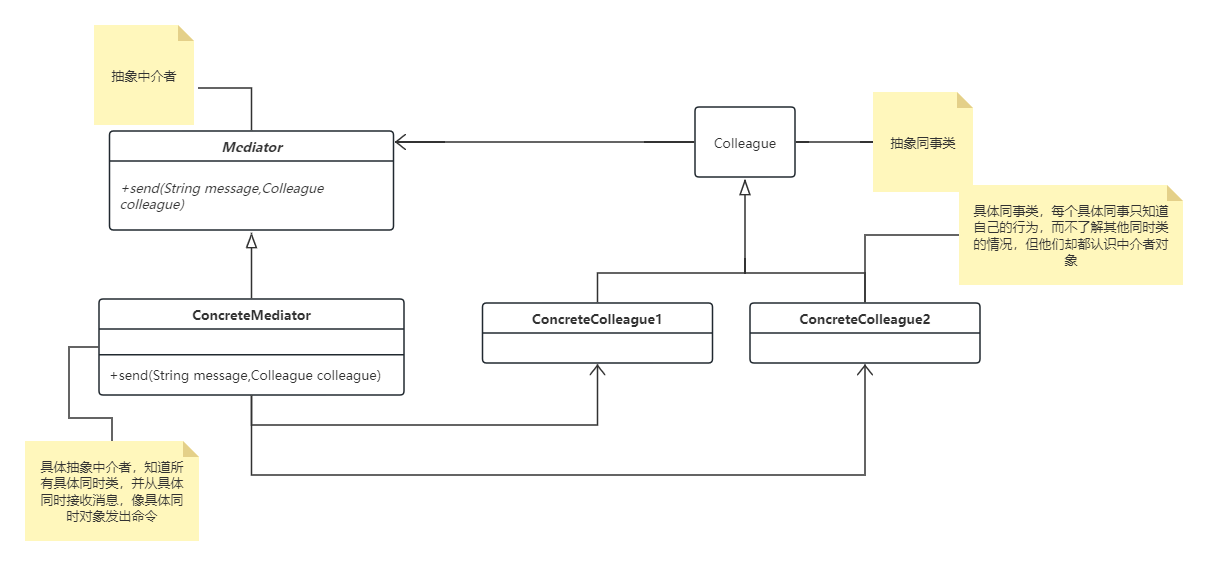 抽象中介者
Mediator
+send(String message,Colleague
colleague)
Colleague
抽象同事类
具体同事类，每个具体同事只知道
自己的行为，而不了解其他同时类
的情况，但他们却都认识中介者对
象
ConcreteMediator
+send(String message,Colleague colleague)
ConcreteColleague1
ConcreteColleague2
具体抽象中介者，知道所
有具体同时类，并从具体
同时接收消息，像具体同
时对象发出命令